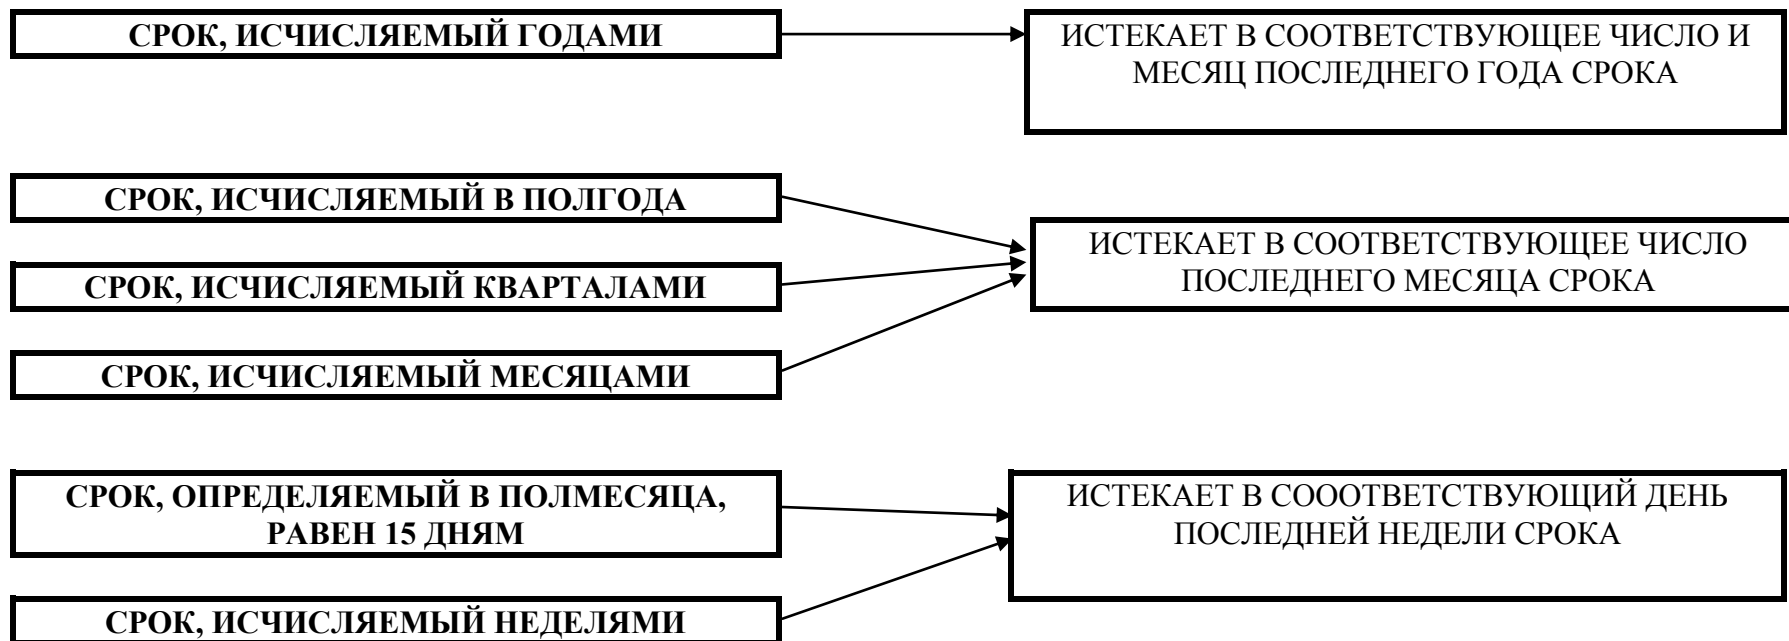 СРОК, ИСЧИСЛЯЕМЫЙ ГОДАМИ
ИСТЕКАЕТ В СООТВЕТСТВУЮЩЕЕ ЧИСЛО И
МЕСЯЦ ПОСЛЕДНЕГО ГОДА СРОКА
СРОК, ИСЧИСЛЯЕМЫЙ В ПОЛГОДА
СРОК, ИСЧИСЛЯЕМЫЙ КВАРТАЛАМИ
СРОК, ИСЧИСЛЯЕМЫЙ МЕСЯЦАМИ
ИСТЕКАЕТ В СООТВЕТСТВУЮЩЕЕ ЧИСЛО
ПОСЛЕДНЕГО МЕСЯЦА СРОКА
СРОК, ОПРЕДЕЛЯЕМЫЙ В ПОЛМЕСЯЦА,
РАВЕН 15 ДНЯМ
СРОК, ИСЧИСЛЯЕМЫЙ НЕДЕЛЯМИ
ИСТЕКАЕТ В СОООТВЕТСТВУЮЩИЙ ДЕНЬ
ПОСЛЕДНЕЙ НЕДЕЛИ СРОКА